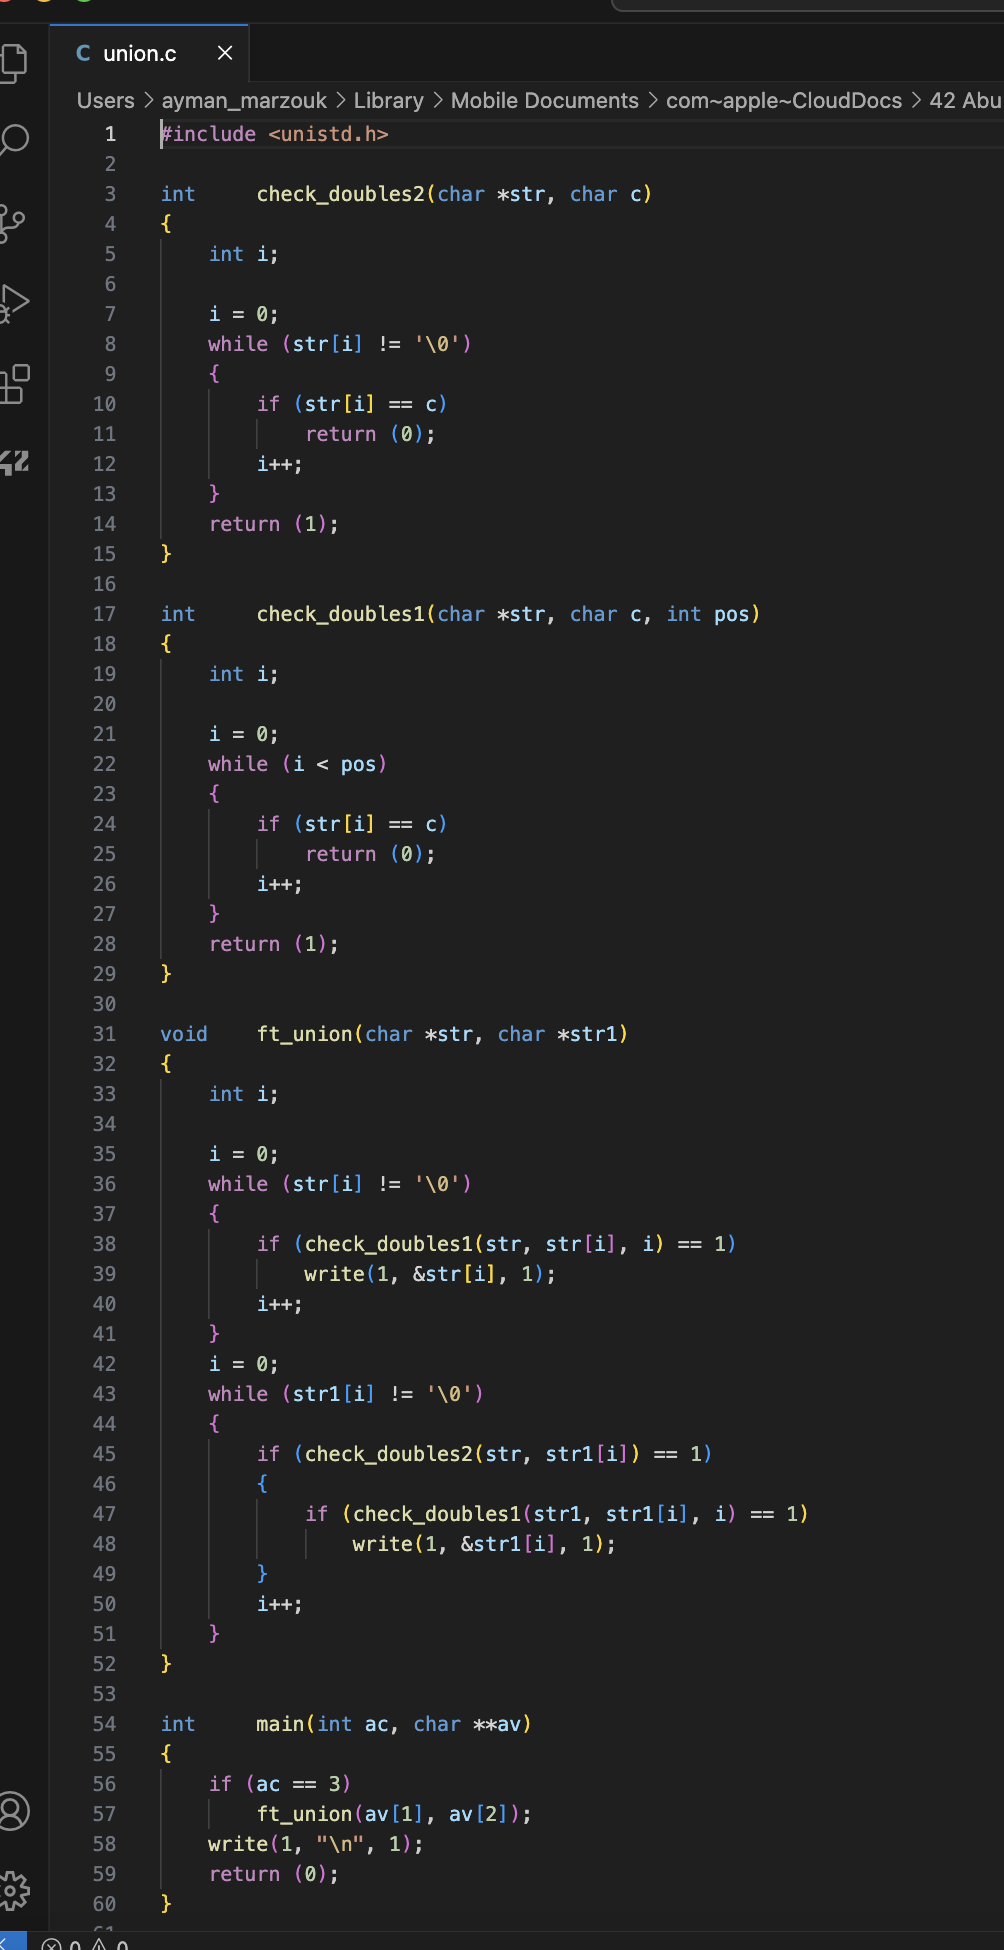 C union.c ×
Users > ayman_marzouk > Library > Mobile Documents > com~apple~CloudDocs > 42 Abu
1 #include <unistd.h>
2
3 int     check_doubles2(char *str, char c)
4 {
5     int i;
6
7     i = 0;
8     while (str[i] != '\0')
9     {
10         if (str[i] == c)
11             return (0);
12         i++;
13     }
14     return (1);
15 }
16
17 int     check_doubles1(char *str, char c, int pos)
18 {
19     int i;
20
21     i = 0;
22     while (i < pos)
23     {
24         if (str[i] == c)
25             return (0);
26         i++;
27     }
28     return (1);
29 }
30
31 void    ft_union(char *str, char *str1)
32 {
33     int i;
34
35     i = 0;
36     while (str[i] != '\0')
37     {
38         if (check_doubles1(str, str[i], i) == 1)
39             write(1, &str[i], 1);
40         i++;
41     }
42     i = 0;
43     while (str1[i] != '\0')
44     {
45         if (check_doubles2(str, str1[i]) == 1)
46         {
47             if (check_doubles1(str1, str1[i], i) == 1)
48                 write(1, &str1[i], 1);
49         }
50         i++;
51     }
52 }
53
54 int     main(int ac, char **av)
55 {
56     if (ac == 3)
57         ft_union(av[1], av[2]);
58     write(1, "\n", 1);
59     return (0);
60 }
61
42
0 0